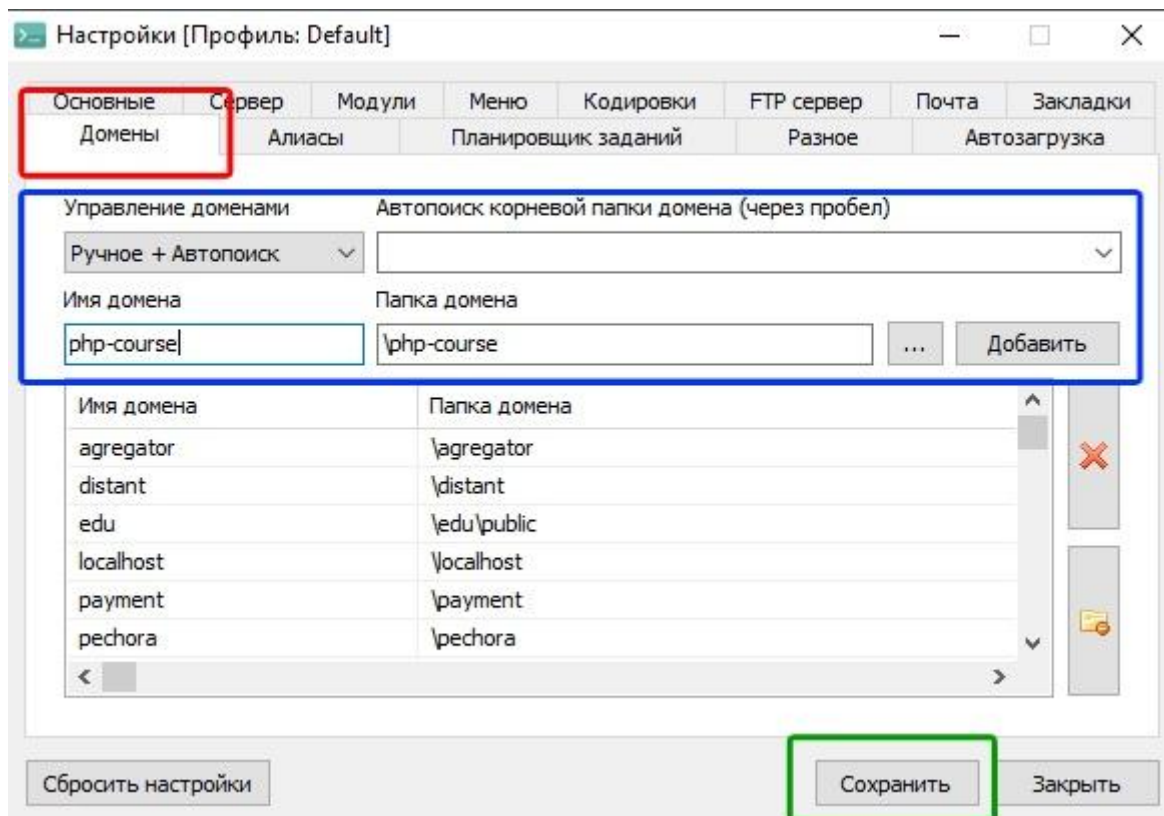 Настройки [Профиль: Default]
Основные Сервер Модули Меню Кодировки FTP сервер Почта Закладки
Домены Алиасы Планировщик заданий Разное Автозагрузка
Управление доменами Автопоиск корневой папки домена (через пробел)
Ручное + Автопоиск
Имя домена Папка домена
php-course \php-course ... Добавить
Имя домена Папка домена
agregator \agregator
distant \distant
edu \edu\public
localhost \localhost
payment \payment
pechora \pechora
Сбросить настройки Сохранить Закрыть